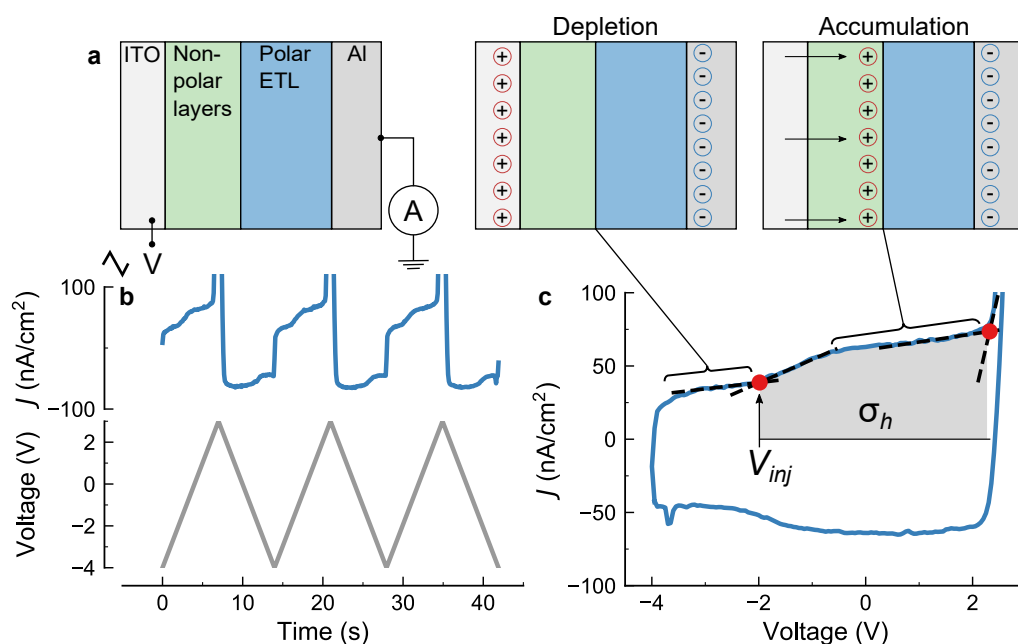 Depletion
Accumulation
a
ITO
Non-
polar
layers
Polar
ETL
Al
A
V
+ + + + + + +
- - - - - - - -
+ + + + + + +
- - - - - - - -
b
J (nA/cm²)
100
−100
Voltage (V)
2
0
−2
−4
0 10 20 30 40
Time (s)
c
J (nA/cm²)
100
50
0
−50
−100
σh
Vinj
−4 −2 0 2
Voltage (V)